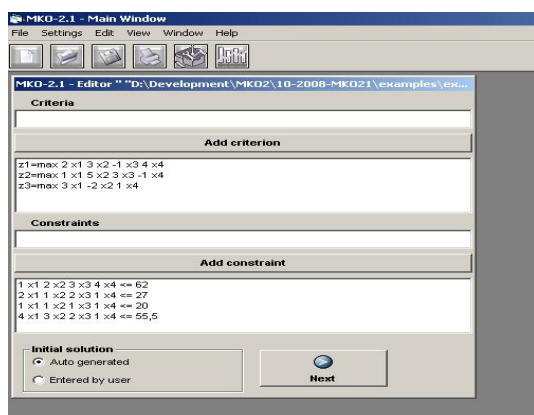 MKO-2.1 - Main Window
File Settings Edit View Window Help
MKO-2.1 - Editor " "D:\Development\MKO2\10-2008-MKO21\examples\ex...
Criteria
Add criterion
z1=max 2 x1 3 x2 -1 x3 4 x4
z2=max 1 x1 5 x2 3 x3 -1 x4
z3=max 3 x1 -2 x2 1 x4
Constraints
Add constraint
1 x1 2 x2 3 x3 4 x4 <= 62
2 x1 1 x2 2 x3 1 x4 <= 27
1 x1 1 x2 1 x3 1 x4 <= 20
4 x1 3 x2 2 x3 1 x4 <= 55,5
Initial solution
Auto generated
Entered by user
Next